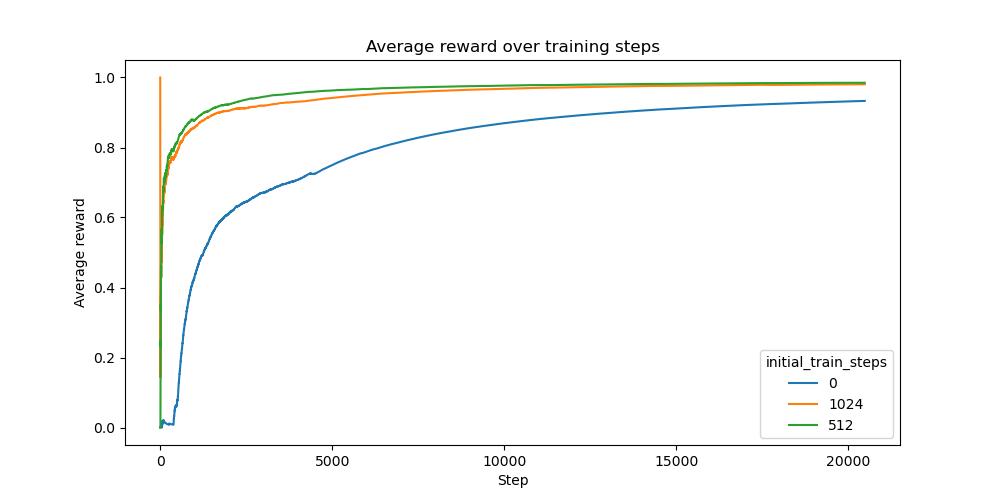 Average reward over training steps
Average reward
1.0
0.8
0.6
0.4
0.2
0.0
initial_train_steps
0
1024
512
0 5000 10000 15000 20000
Step